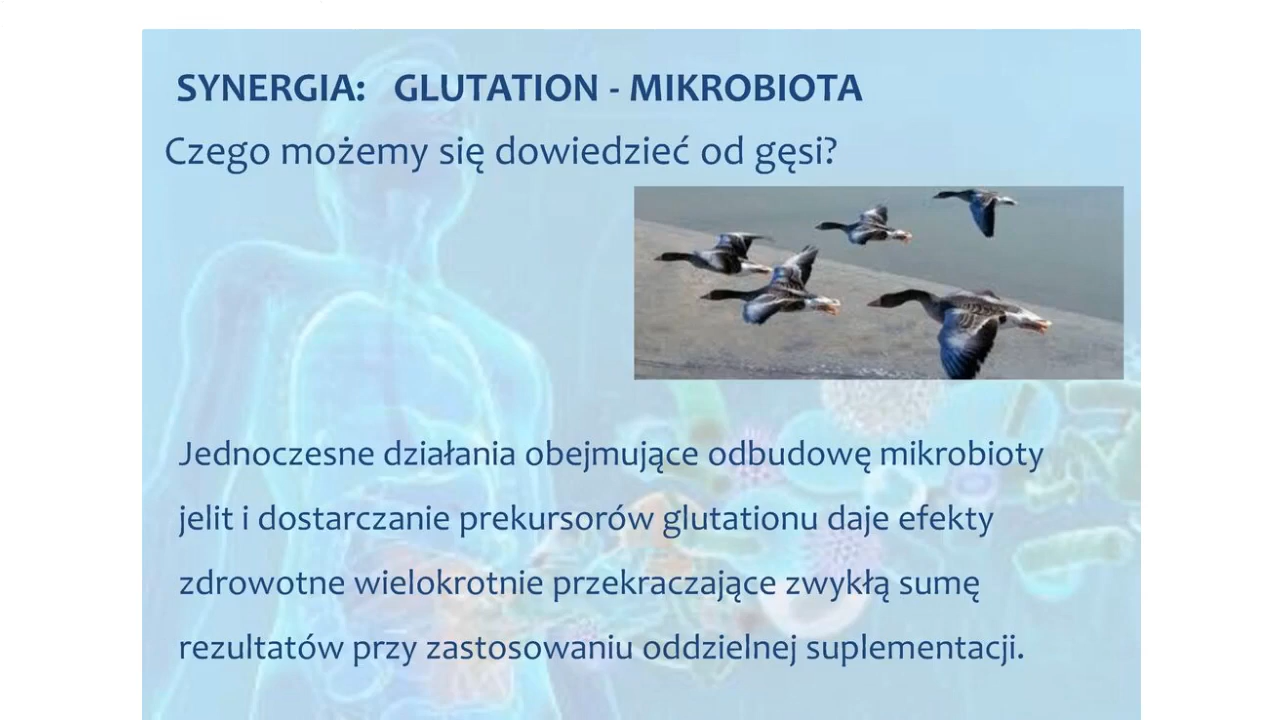 SYNERGIA: GLUTATION - MIKROBIOTA
Czego możemy się dowiedzieć od gęsi?
Jednoczesne działania obejmujące odbudowę mikrobioty
jelit i dostarczanie prekursorów glutationu daje efekty
zdrowotne wielokrotnie przekraczające zwykłą sumę
rezultatów przy zastosowaniu oddzielnej suplementacji.